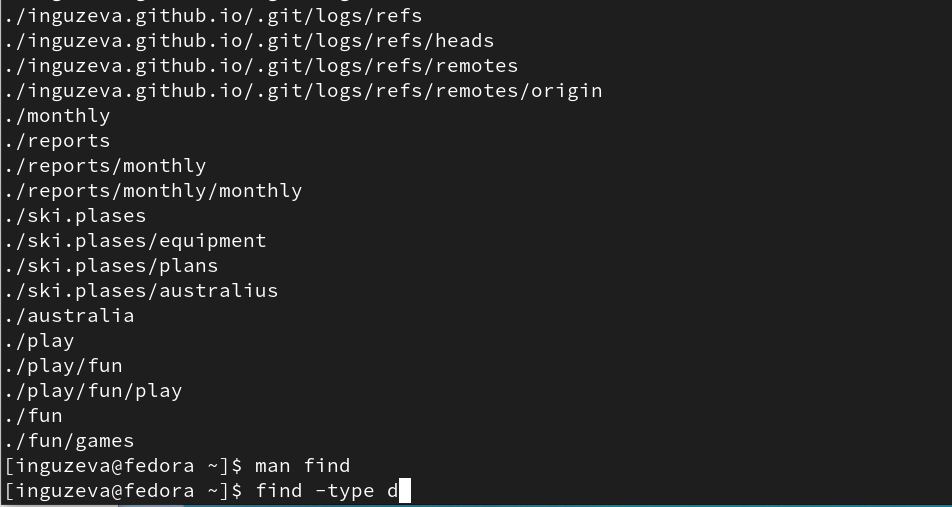 ./inguzeva.github.io/.git/logs/refs
./inguzeva.github.io/.git/logs/refs/heads
./inguzeva.github.io/.git/logs/refs/remotes
./inguzeva.github.io/.git/logs/refs/remotes/origin
./monthly
./reports
./reports/monthly
./reports/monthly/monthly
./ski.plases
./ski.plases/equipment
./ski.plases/plans
./ski.plases/australius
./australia
./play
./play/fun
./play/fun/play
./fun
./fun/games
[inguzeva@fedora ~]$ man find
[inguzeva@fedora ~]$ find -type d